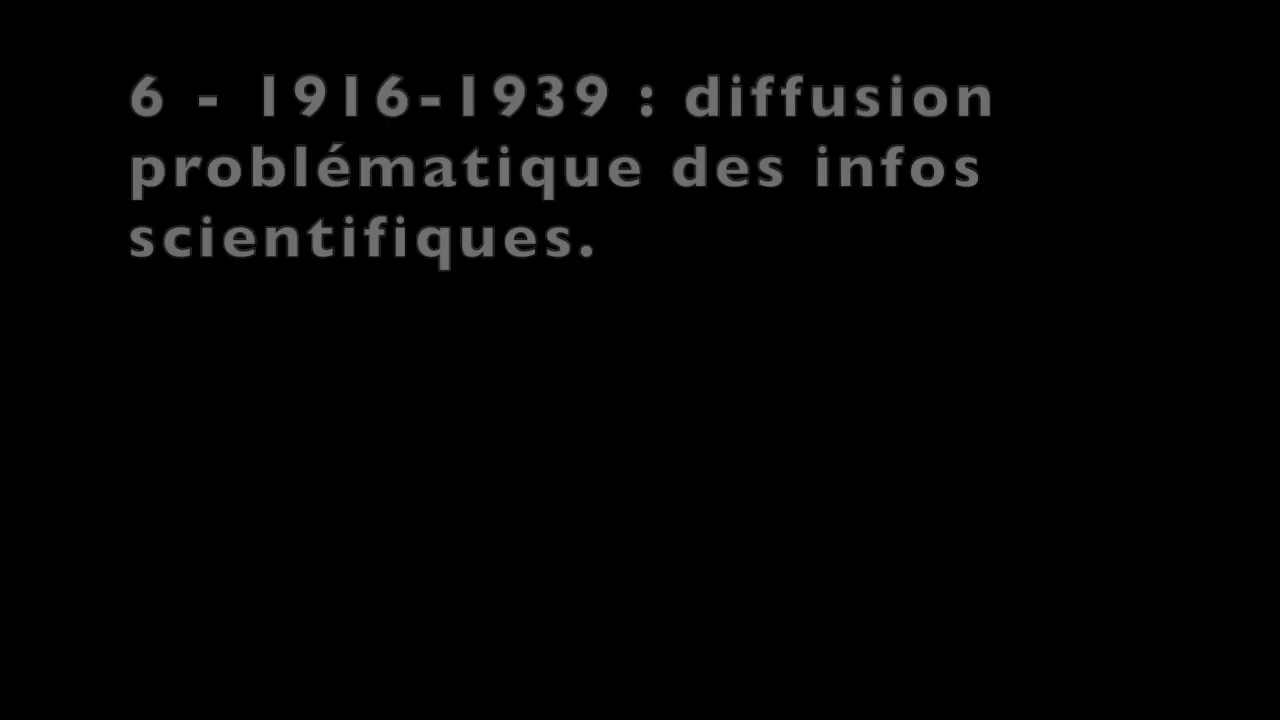 6 - 1916-1939 : diffusion
problématique des infos
scientifiques.